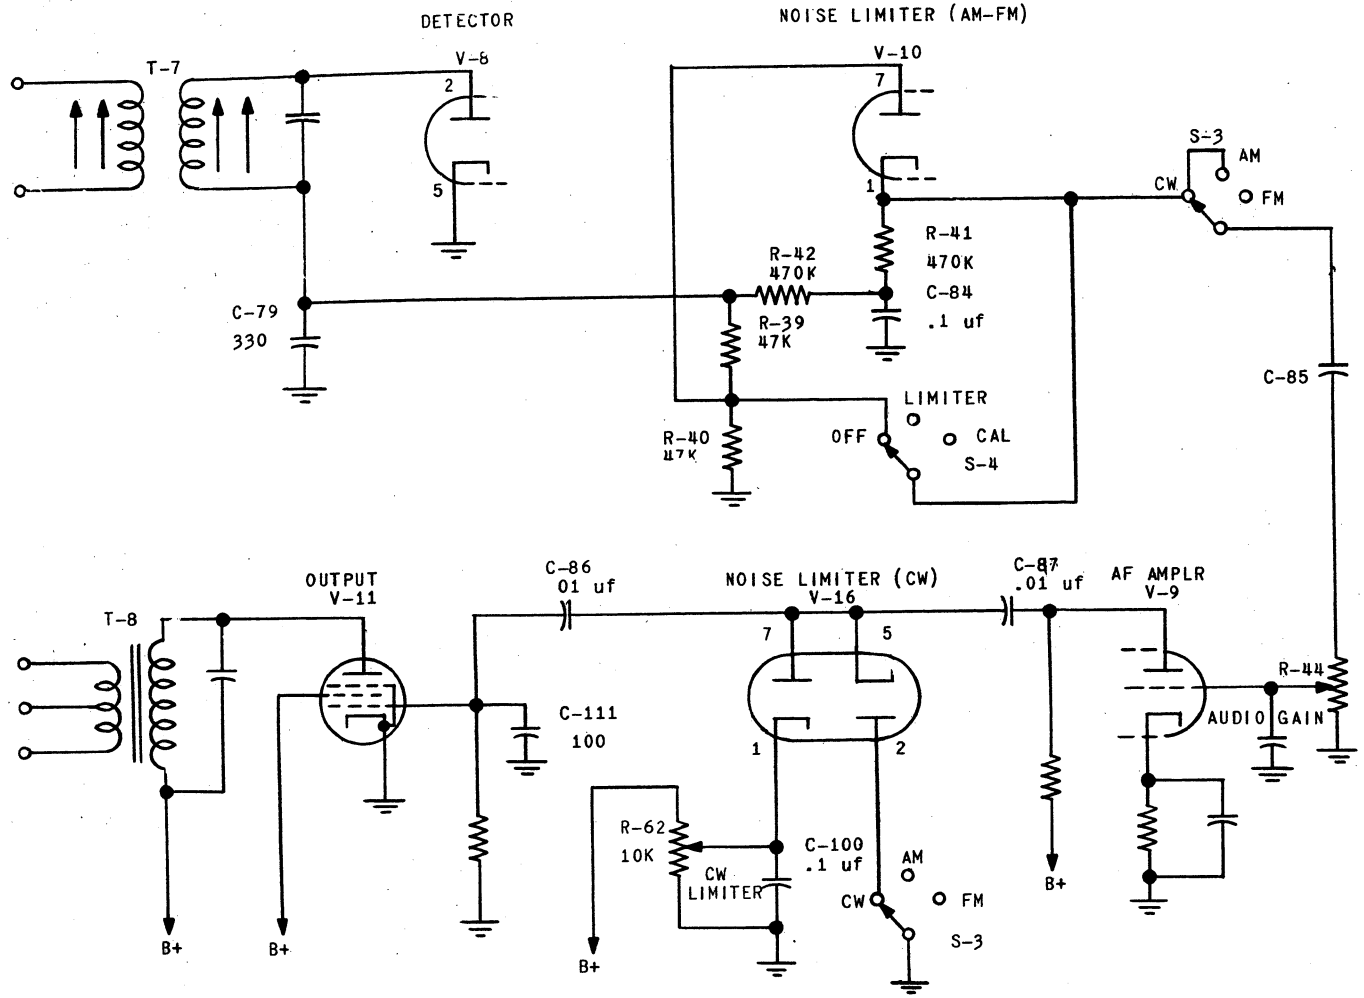 DETECTOR
NOISE LIMITER (AM-FM)
T-7
V-8
2
5
V-10
7
1
S-3
AM
CW
FM
R-41
470K
R-42
470K
C-84
.1 uf
C-79
330
R-39
47K
C-85
LIMITER
OFF
CAL
S-4
R-40
47K
OUTPUT
V-11
C-86
01 uf
NOISE LIMITER (CW)
V-16
C-87
.01 uf
AF AMPLR
V-9
T-8
7
5
R-44
C-111
100
1
2
AUDIO GAIN
R-62
10K
C-100
.1 uf
CW
LIMITER
AM
CW
FM
S-3
B+
B+
B+
B+